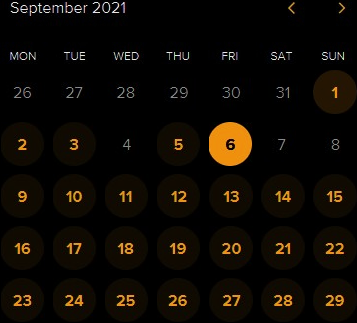 September 2021
MON TUE WED THU FRI SAT SUN
26 27 28 29 30 31 1
2 3 4 5 6 7 8
9 10 11 12 13 14 15
16 17 18 19 20 21 22
23 24 25 26 27 28 29